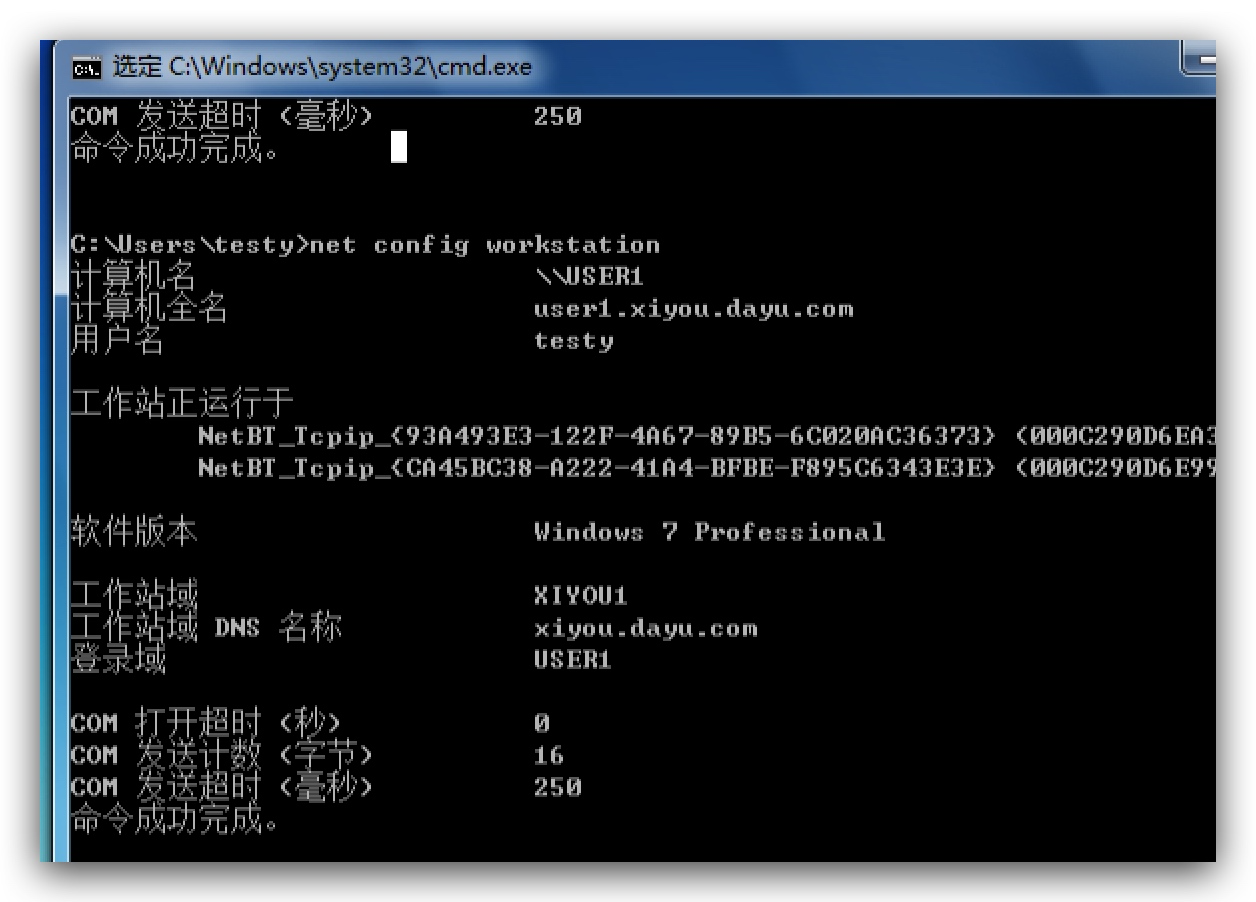 选定 C:\Windows\system32\cmd.exe
COM 发送超时 (毫秒) 250
命令成功完成。
C:\Users\testy>net config workstation
计算机名 \\USER1
计算机全名 user1.xiyou.dayu.com
用户名 testy
工作站正运行于
NetBT_Tcpip_{93A493E3-122F-4A67-89B5-6C020AC36373} (000C290D6EA3
NetBT_Tcpip_{CA45BC38-A222-41A4-BFBE-F895C6343E3E} (000C290D6E99
软件版本 Windows 7 Professional
工作站域 XIYOU1
工作站域 DNS 名称 xiyou.dayu.com
登录域 USER1
COM 打开超时 (秒) 0
COM 发送计数 (字节) 16
COM 发送超时 (毫秒) 250
命令成功完成。